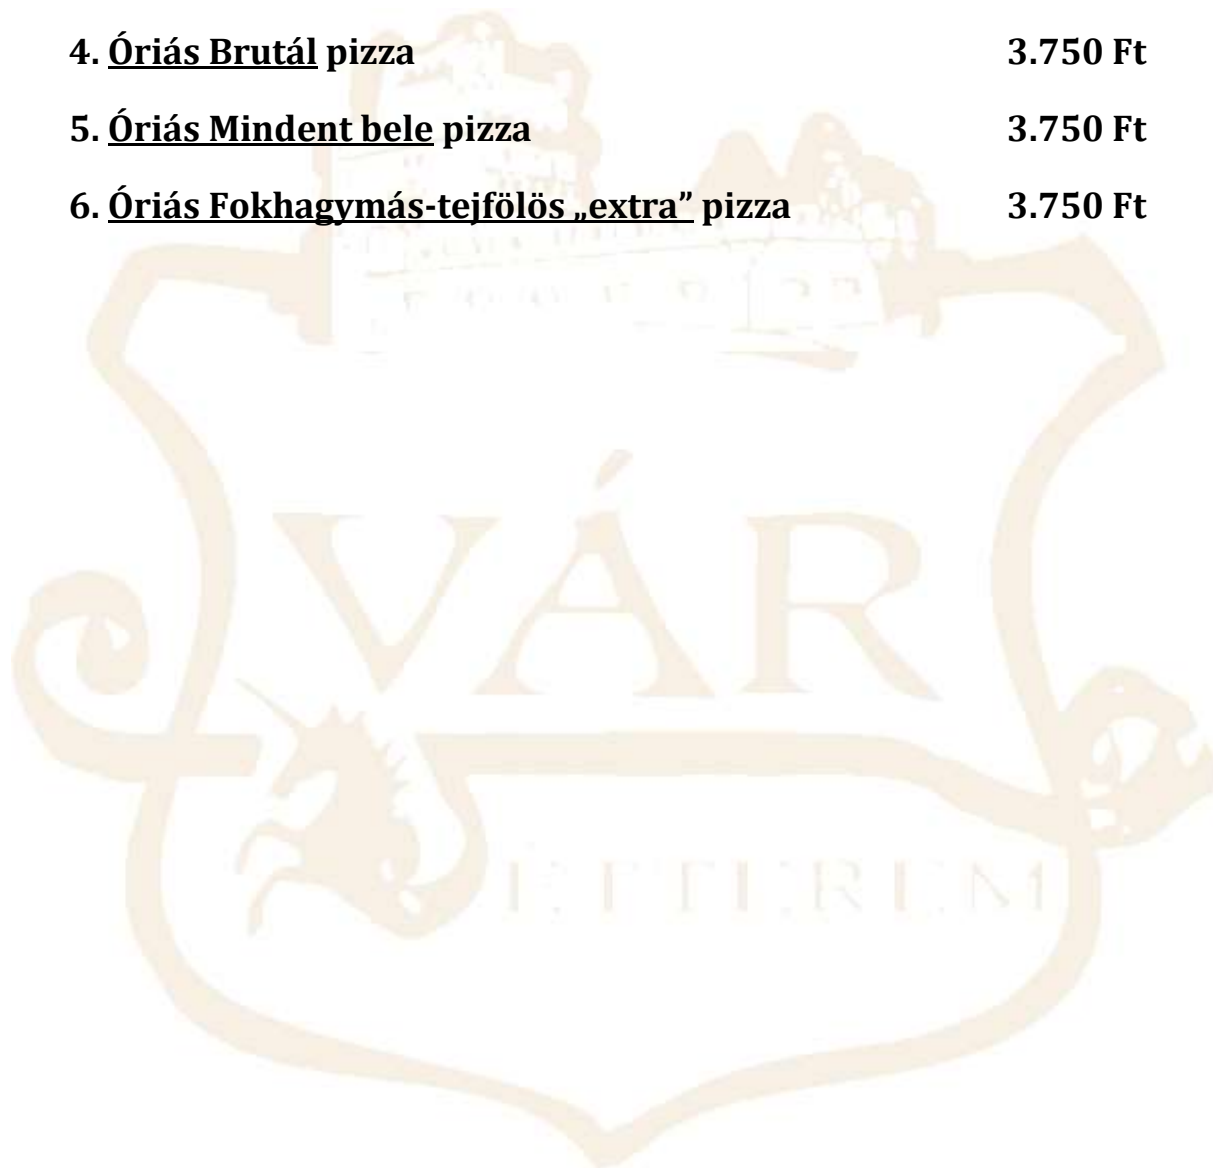 4. Óriás Brutál pizza 3.750 Ft
5. Óriás Mindent bele pizza 3.750 Ft
6. Óriás Fokhagymás-tejfölös „extra” pizza 3.750 Ft
VÁR
ÉTTEREM